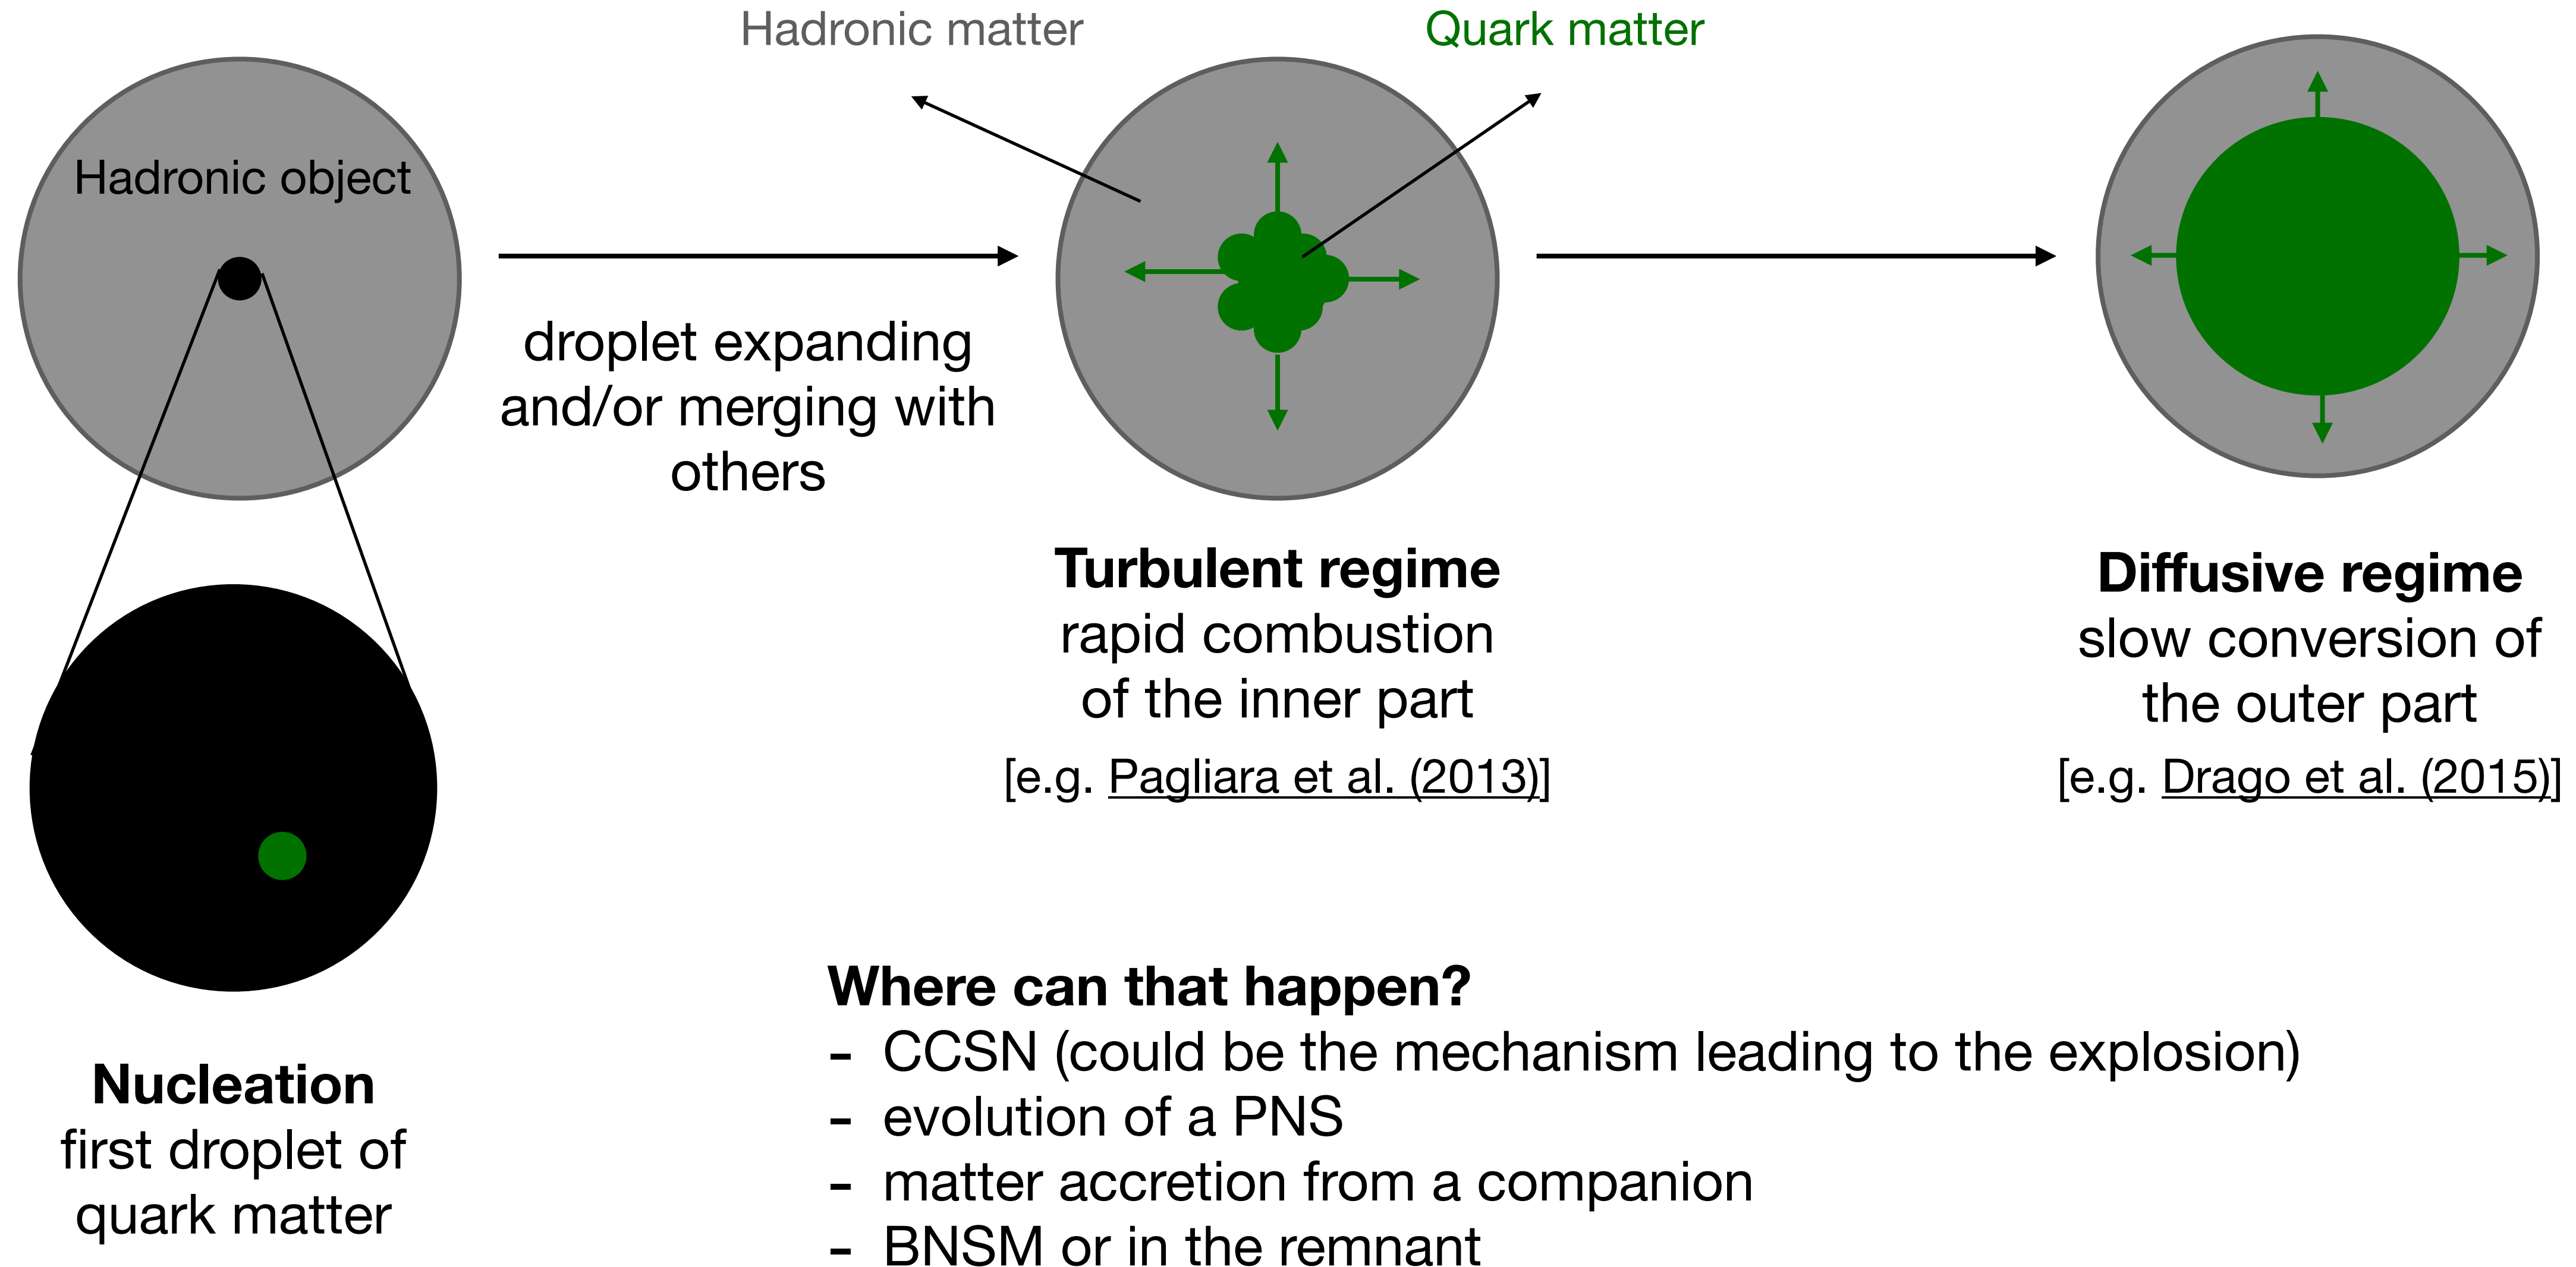 Hadronic matter
Quark matter
Hadronic object
droplet expanding
and/or merging with
others
Turbulent regime
rapid combustion
of the inner part
[e.g. Pagliara et al. (2013)]
Diffusive regime
slow conversion of
the outer part
[e.g. Drago et al. (2015)]
Nucleation
first droplet of
quark matter
Where can that happen?
- CCSN (could be the mechanism leading to the explosion)
- evolution of a PNS
- matter accretion from a companion
- BNSM or in the remnant